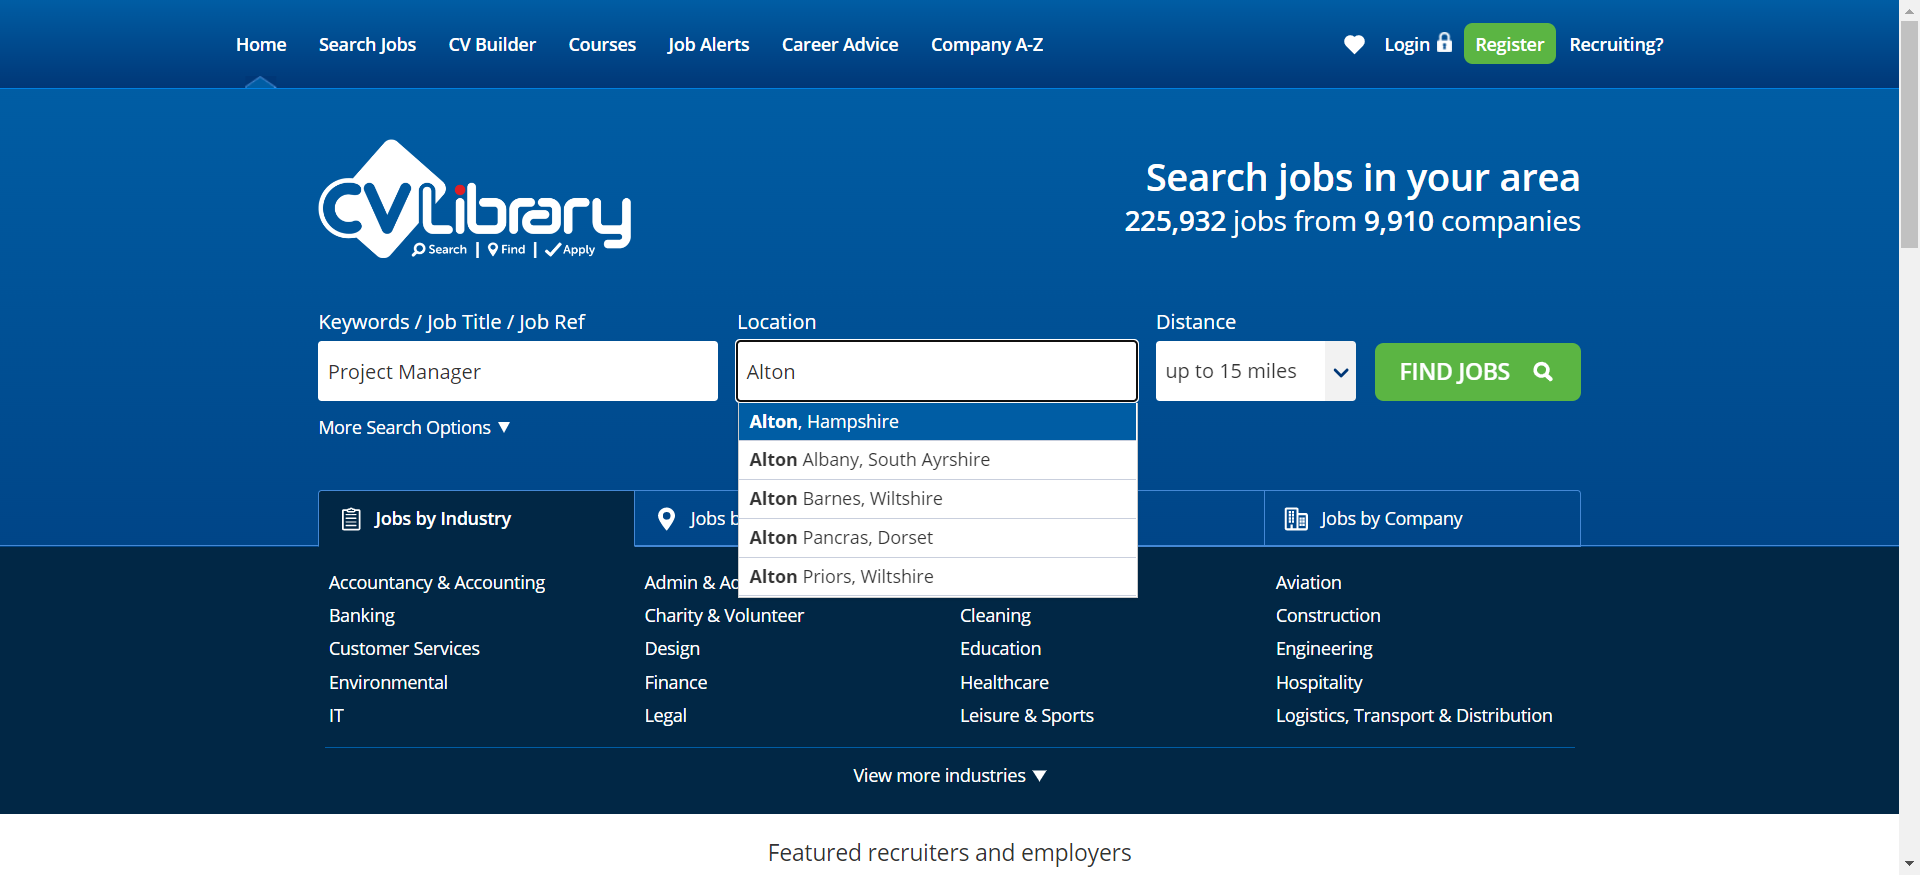 Home Search Jobs CV Builder Courses Job Alerts Career Advice Company A-Z Login Register Recruiting?
CVLibrary
Search | Find | Apply
Search jobs in your area
225,932 jobs from 9,910 companies
Keywords / Job Title / Job Ref Location Distance
Project Manager Alton up to 15 miles FIND JOBS
More Search Options ▼
Alton, Hampshire
Alton Albany, South Ayrshire
Alton Barnes, Wiltshire
Alton Pancras, Dorset
Alton Priors, Wiltshire
Jobs by Industry Jobs b Jobs by Company
Accountancy & Accounting Admin & Ac Aviation
Banking Charity & Volunteer Cleaning Construction
Customer Services Design Education Engineering
Environmental Finance Healthcare Hospitality
IT Legal Leisure & Sports Logistics, Transport & Distribution
View more industries ▼
Featured recruiters and employers